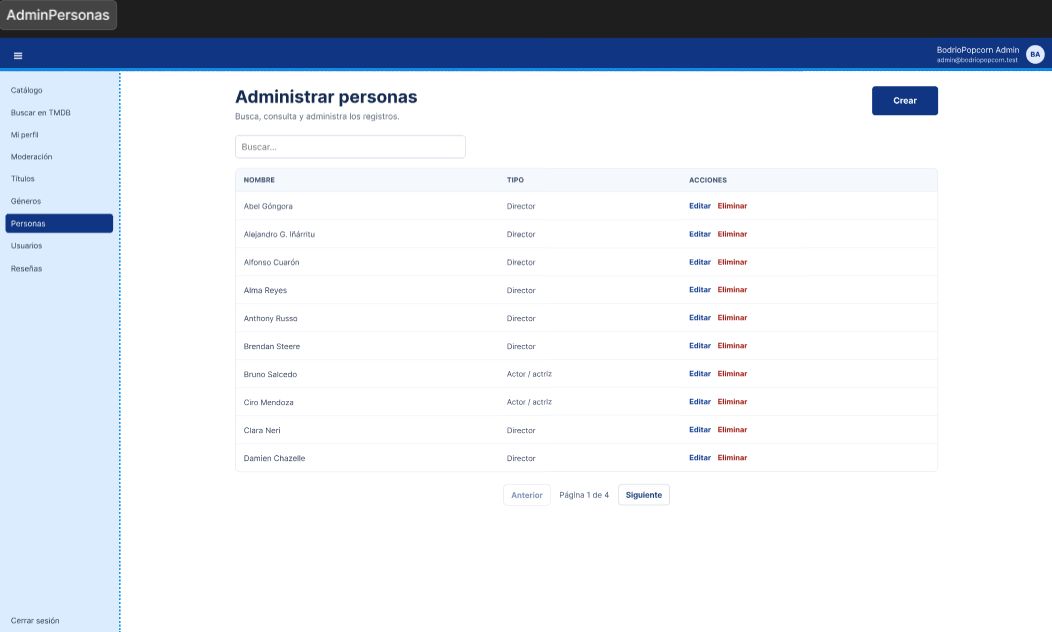 AdminPersonas
BodrioPopcorn Admin
admin@bodriopopcorn.test
BA
Catálogo
Buscar en TMDB
Mi perfil
Moderación
Títulos
Géneros
Personas
Usuarios
Reseñas
Cerrar sesión
Administrar personas
Busca, consulta y administra los registros.
Crear
Buscar...
NOMBRE TIPO ACCIONES
Abel Góngora Director Editar Eliminar
Alejandro G. Iñárritu Director Editar Eliminar
Alfonso Cuarón Director Editar Eliminar
Alma Reyes Director Editar Eliminar
Anthony Russo Director Editar Eliminar
Brendan Steere Director Editar Eliminar
Bruno Salcedo Actor / actriz Editar Eliminar
Ciro Mendoza Actor / actriz Editar Eliminar
Clara Neri Director Editar Eliminar
Damien Chazelle Director Editar Eliminar
Anterior Página 1 de 4 Siguiente